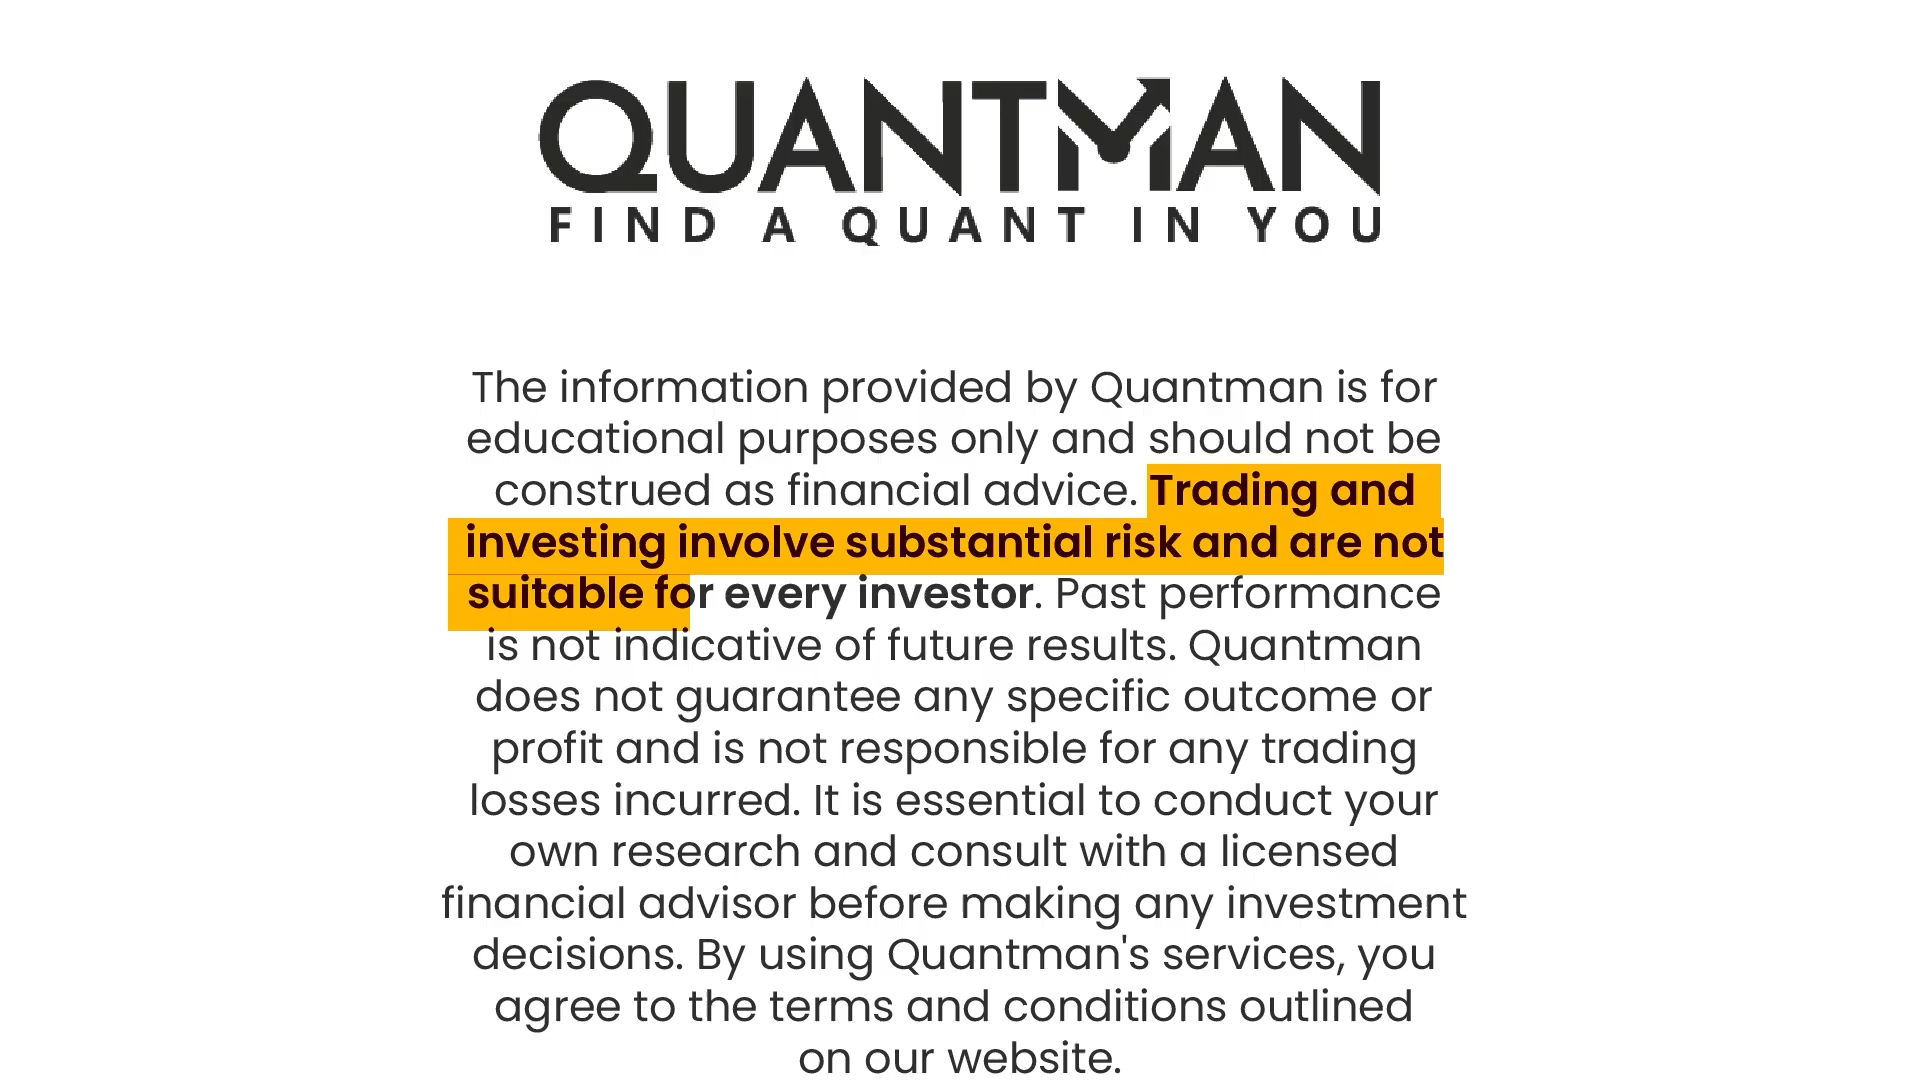 QUANTMAN
FIND A QUANT IN YOU
The information provided by Quantman is for
educational purposes only and should not be
construed as financial advice. Trading and
investing involve substantial risk and are not
suitable for every investor. Past performance
is not indicative of future results. Quantman
does not guarantee any specific outcome or
profit and is not responsible for any trading
losses incurred. It is essential to conduct your
own research and consult with a licensed
financial advisor before making any investment
decisions. By using Quantman's services, you
agree to the terms and conditions outlined
on our website.